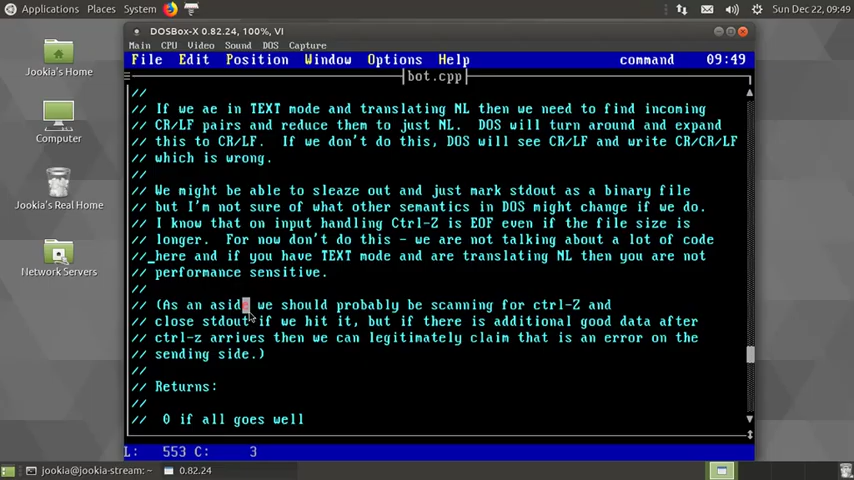 Applications Places System
Sun Dec 22, 09:49
DOSBox-X 0.82.24, 100%, VI
Main CPU Video Sound DOS Capture
File Edit Position Window Options Help command 09:49
bot.cpp
//
// If we ae in TEXT mode and translating NL then we need to find incoming
// CR/LF pairs and reduce them to just NL.  DOS will turn around and expand
// this to CR/LF.  If we don't do this, DOS will see CR/LF and write CR/CR/LF
// which is wrong.
//
// We might be able to sleaze out and just mark stdout as a binary file
// but I'm not sure of what other semantics in DOS might change if we do.
// I know that on input handling Ctrl-Z is EOF even if the file size is
// longer.  For now don't do this - we are not talking about a lot of code
// here and if you have TEXT mode and are translating NL then you are not
// performance sensitive.
//
// (As an aside we should probably be scanning for ctrl-Z and
// close stdout if we hit it, but if there is additional good data after
// ctrl-z arrives then we can legitimately claim that is an error on the
// sending side.)
//
// Returns:
//
//  0 if all goes well
L: 553 C: 3
Jookia's Home
Computer
Jookia's Real Home
Network Servers
jookia@jookia-stream: ~
0.82.24